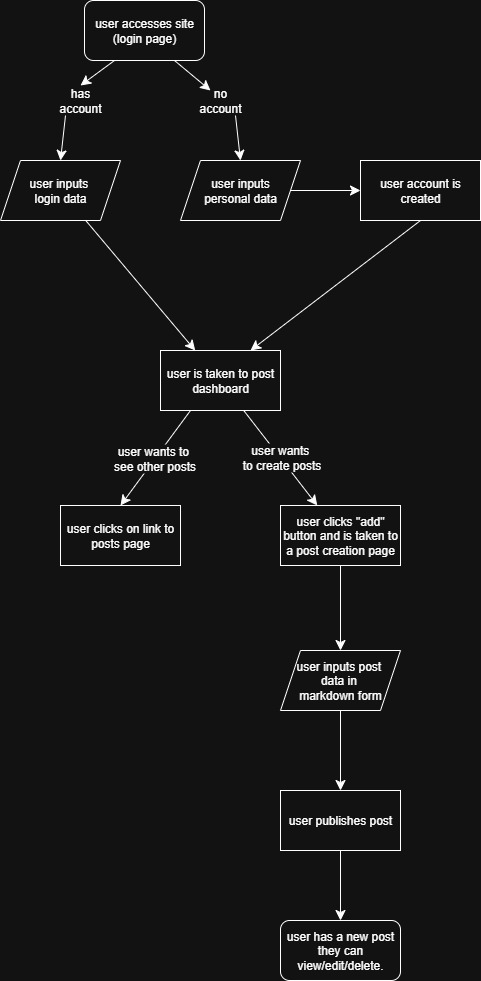 user accesses site
(login page)
has
account
no
account
user inputs
login data
user inputs
personal data
user account is
created
user is taken to post
dashboard
user wants to
see other posts
user wants
to create posts
user clicks on link to
posts page
user clicks "add"
button and is taken to
a post creation page
user inputs post
data in
markdown form
user publishes post
user has a new post
they can
view/edit/delete.